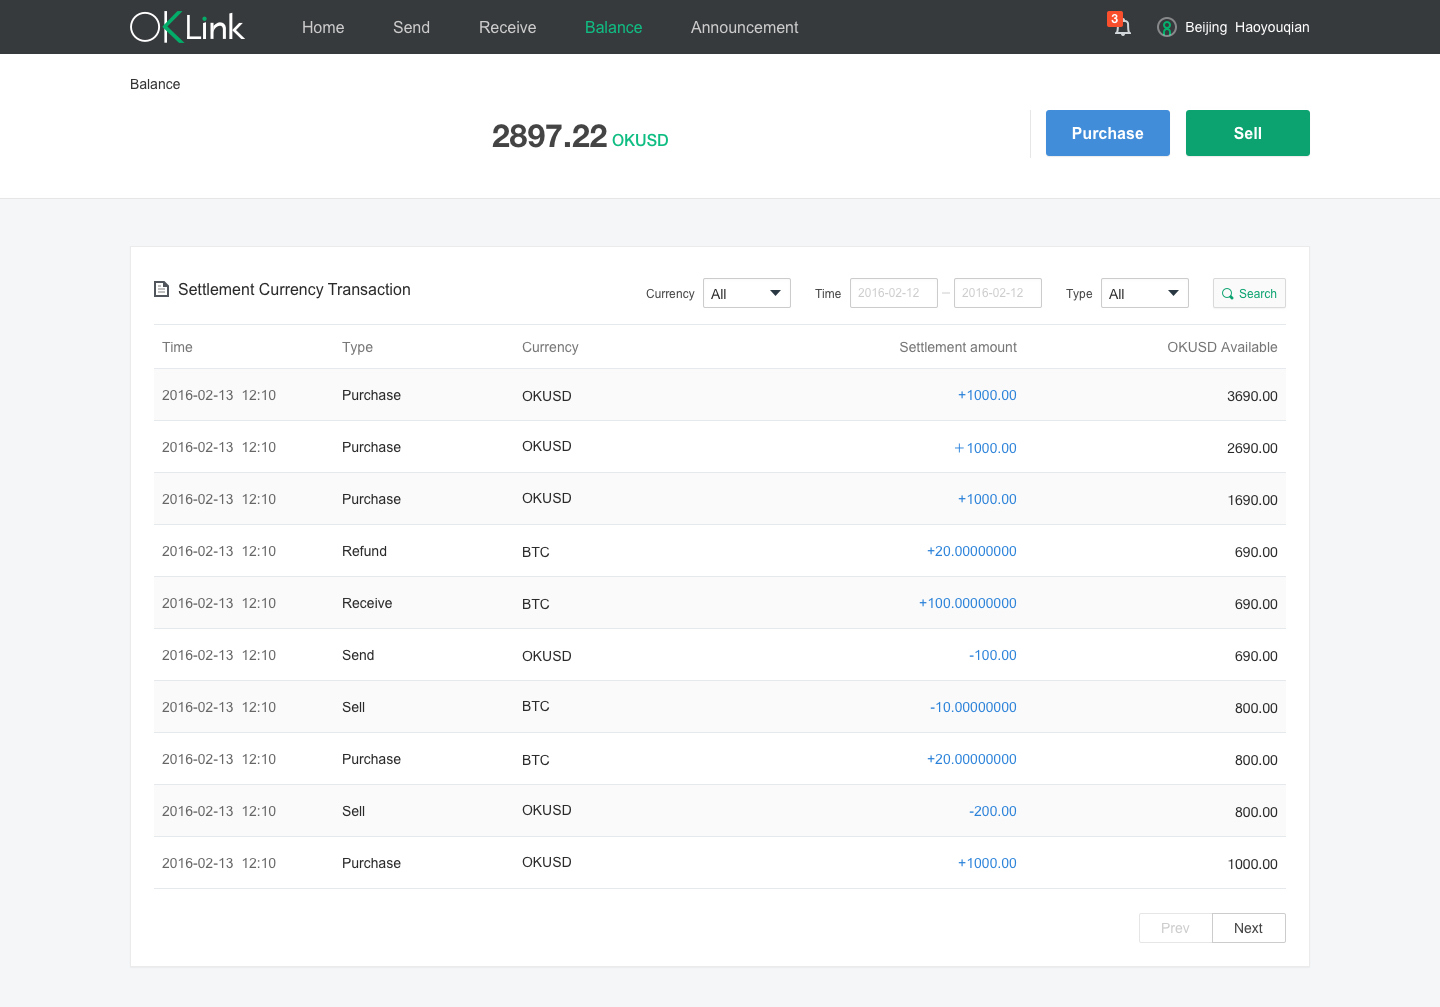 OKLink Home Send Receive Balance Announcement 3 Beijing Haoyouqian
Balance
2897.22 OKUSD Purchase Sell
Settlement Currency Transaction Currency All Time 2016-02-12 – 2016-02-12 Type All Search
Time Type Currency Settlement amount OKUSD Available
2016-02-13 12:10 Purchase OKUSD +1000.00 3690.00
2016-02-13 12:10 Purchase OKUSD +1000.00 2690.00
2016-02-13 12:10 Purchase OKUSD +1000.00 1690.00
2016-02-13 12:10 Refund BTC +20.00000000 690.00
2016-02-13 12:10 Receive BTC +100.00000000 690.00
2016-02-13 12:10 Send OKUSD -100.00 690.00
2016-02-13 12:10 Sell BTC -10.00000000 800.00
2016-02-13 12:10 Purchase BTC +20.00000000 800.00
2016-02-13 12:10 Sell OKUSD -200.00 800.00
2016-02-13 12:10 Purchase OKUSD +1000.00 1000.00
Prev Next